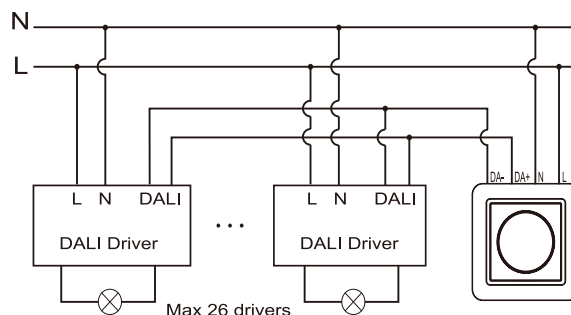 N
L
DA- DA+ N L
L N DALI
L N DALI
DALI Driver
...
DALI Driver
Max 26 drivers